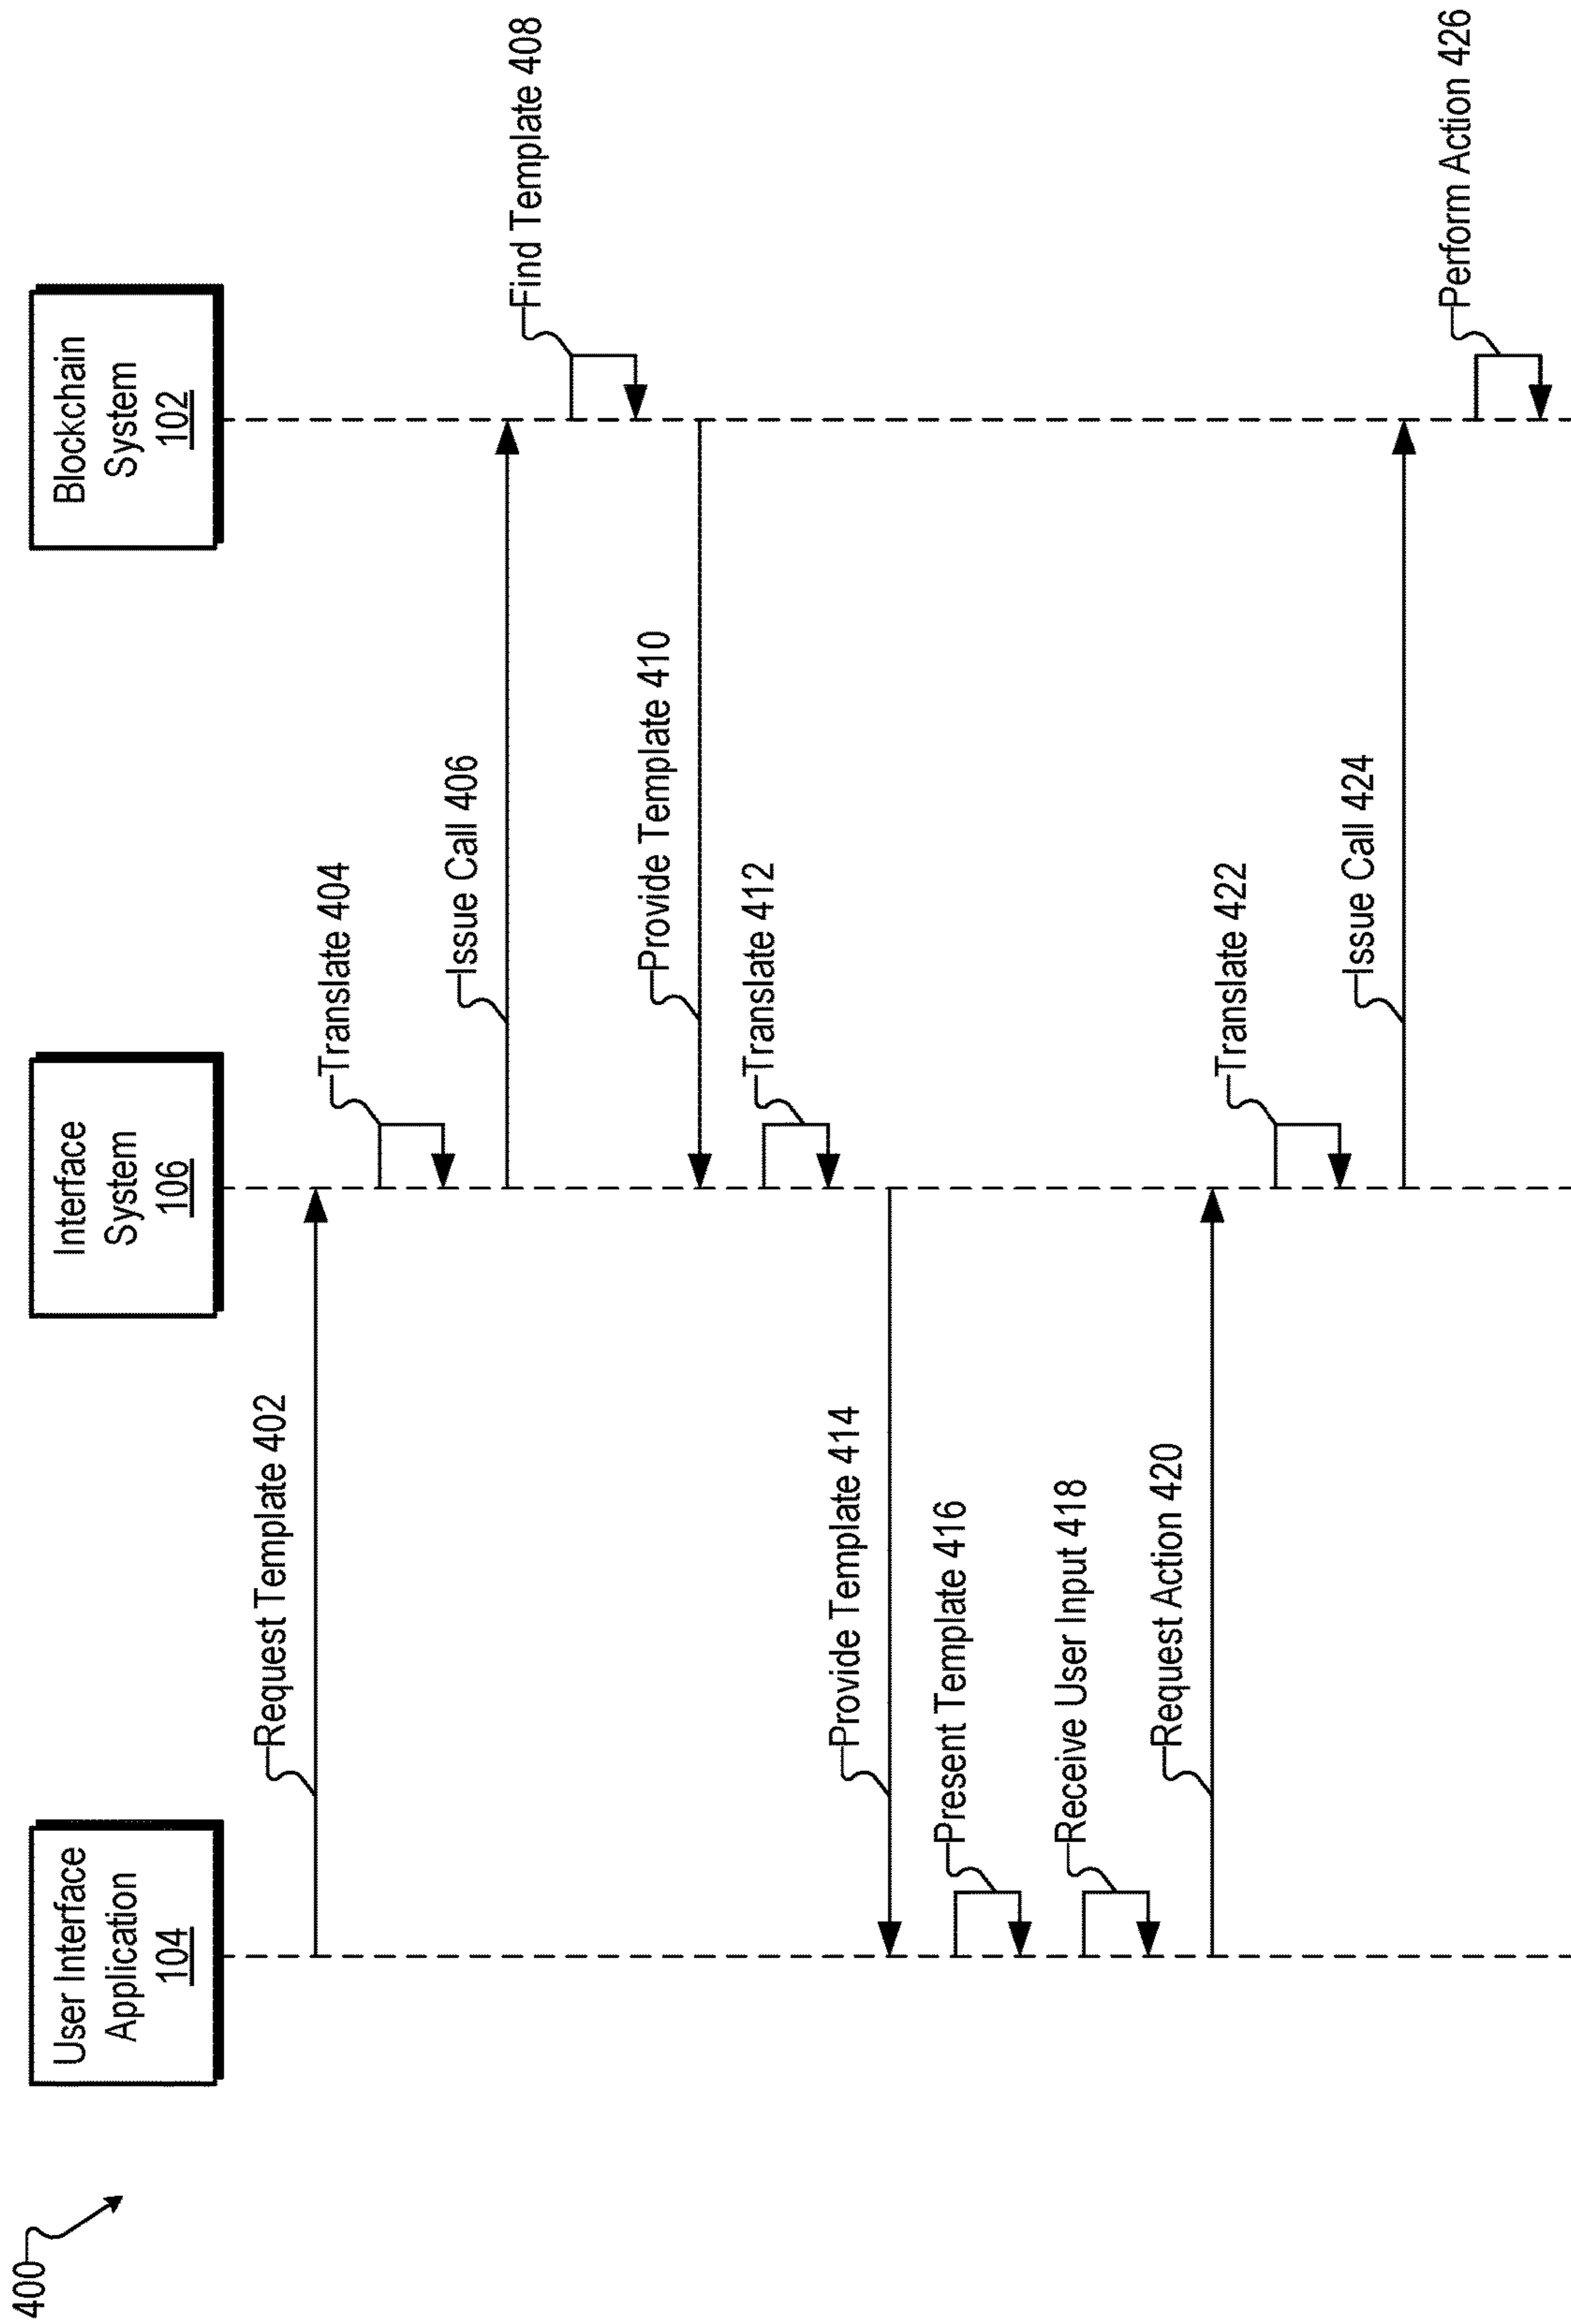 400
User Interface
Application
104
Interface
System
106
Blockchain
System
102
Request Template 402
Translate 404
Issue Call 406
Find Template 408
Provide Template 410
Translate 412
Provide Template 414
Present Template 416
Receive User Input 418
Request Action 420
Translate 422
Issue Call 424
Perform Action 426